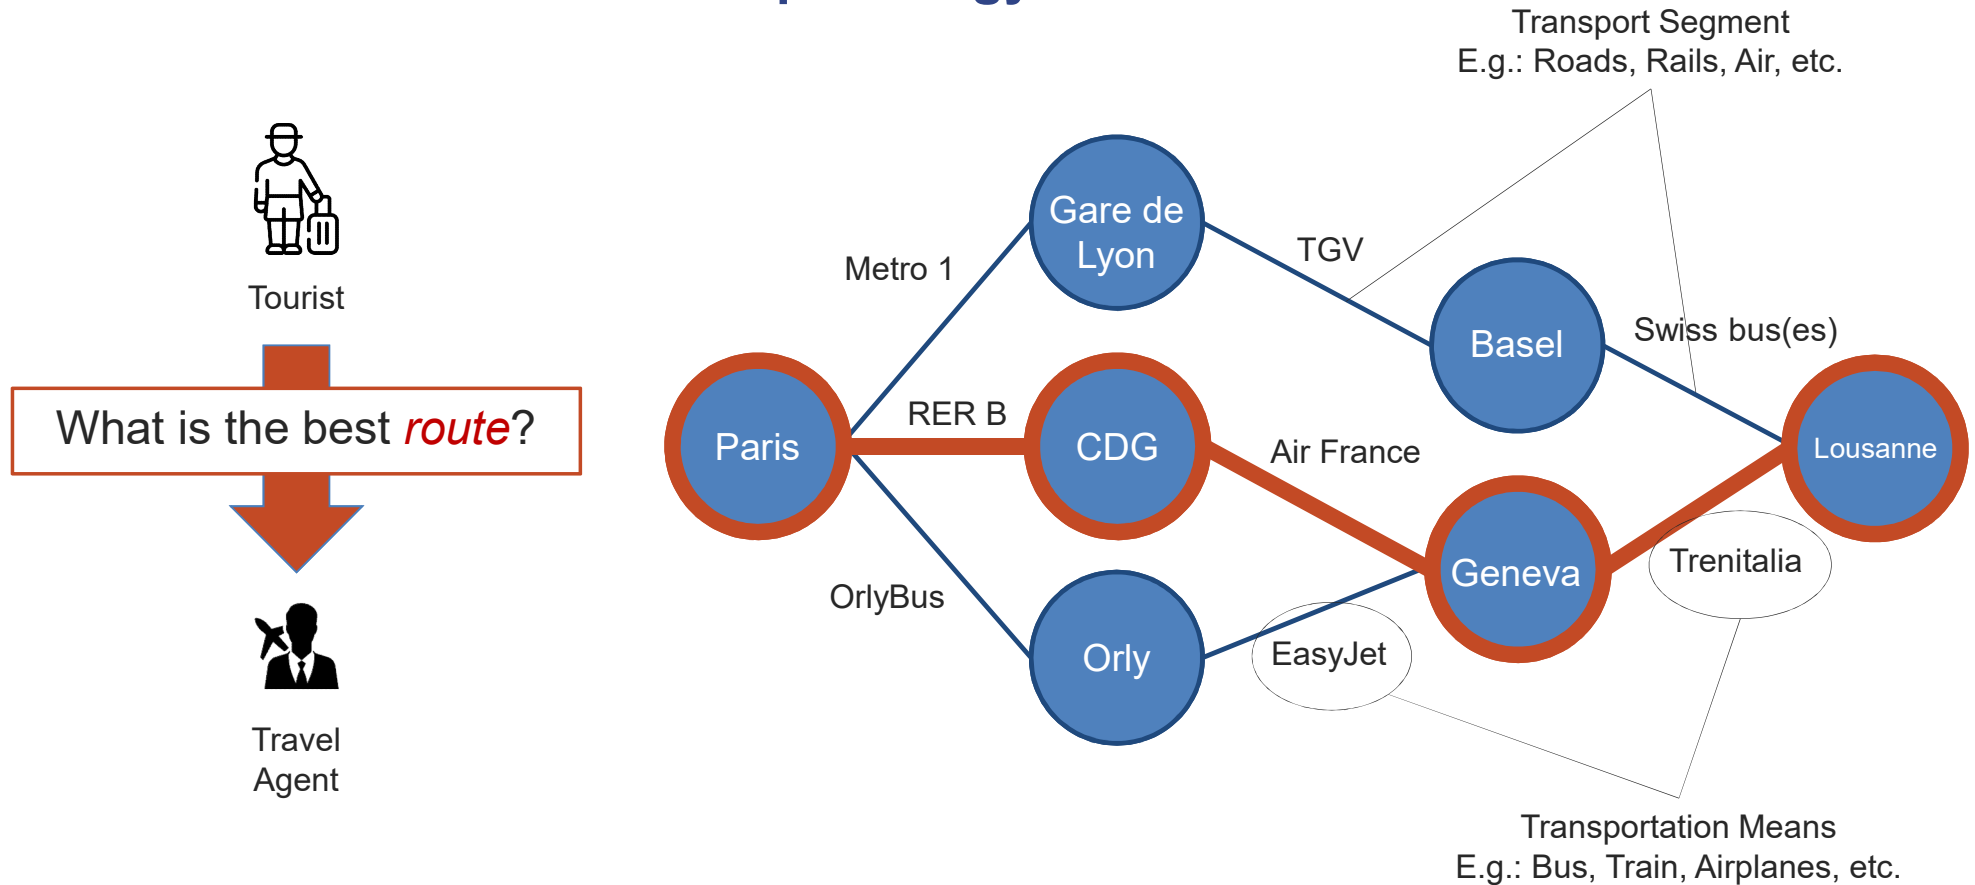 Transport Segment
E.g.: Roads, Rails, Air, etc.
Tourist
What is the best route?
Travel
Agent
Gare de
Lyon
Metro 1
TGV
Basel
Swiss bus(es)
Paris
RER B
CDG
Air France
Lousanne
Geneva
Trenitalia
OrlyBus
Orly
EasyJet
Transportation Means
E.g.: Bus, Train, Airplanes, etc.